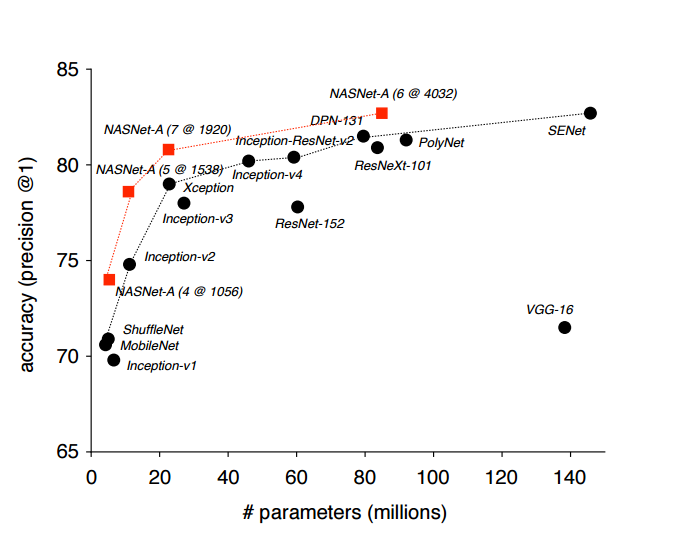 85
NASNet-A (6 @ 4032)
DPN-131
NASNet-A (7 @ 1920)
SENet
Inception-ResNet-v2
PolyNet
80
NASNet-A (5 @ 1538)
ResNeXt-101
Inception-v4
Xception
Inception-v3
ResNet-152
75
Inception-v2
NASNet-A (4 @ 1056)
VGG-16
ShuffleNet
MobileNet
70
Inception-v1
65
accuracy (precision @1)
0 20 40 60 80 100 120 140
# parameters (millions)